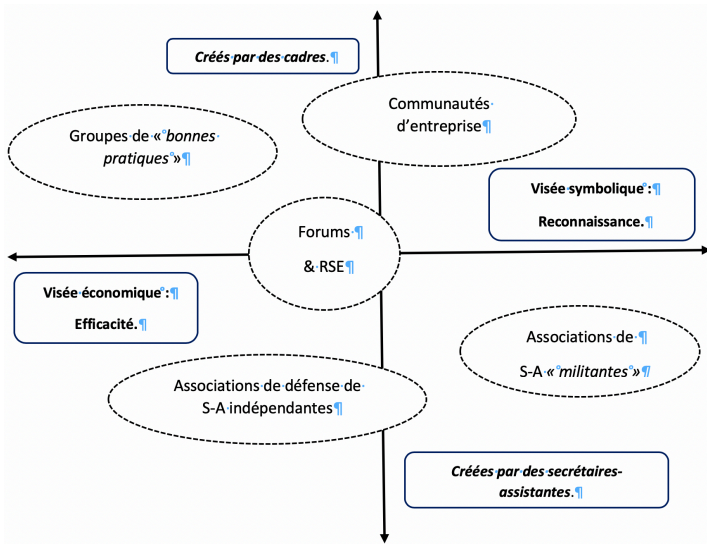 Créés par des cadres.¶
Communautés
d’entreprise¶
Groupes de «°bonnes
pratiques°»¶
Visée symbolique°:¶
Reconnaissance.¶
Forums ¶
& RSE¶
Visée économique°:¶
Efficacité.¶
Associations de ¶
S-A «°militantes°»¶
Associations de défense de
S-A indépendantes¶
Créées par des secrétaires-
assistantes.¶